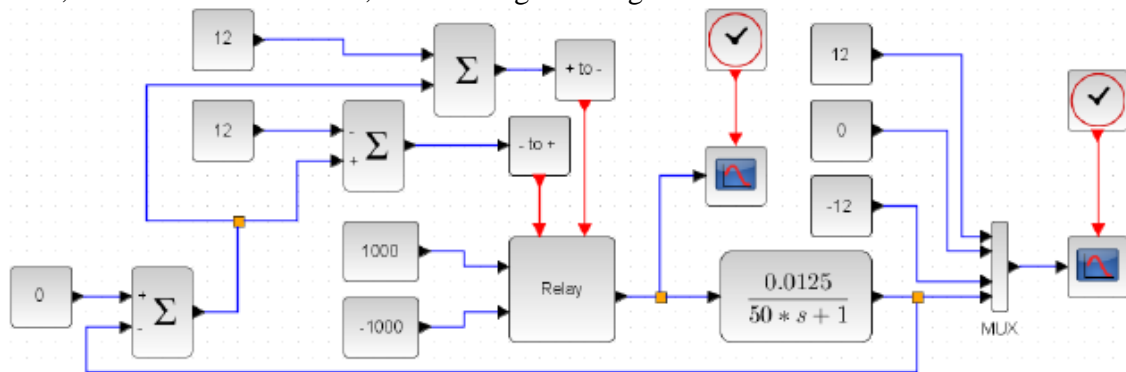 12
Σ
+ to -
12
-
+
Σ
- to +
12
0
-12
1000
-1000
Relay
0
+
-
Σ
0.0125
50 * s + 1
MUX